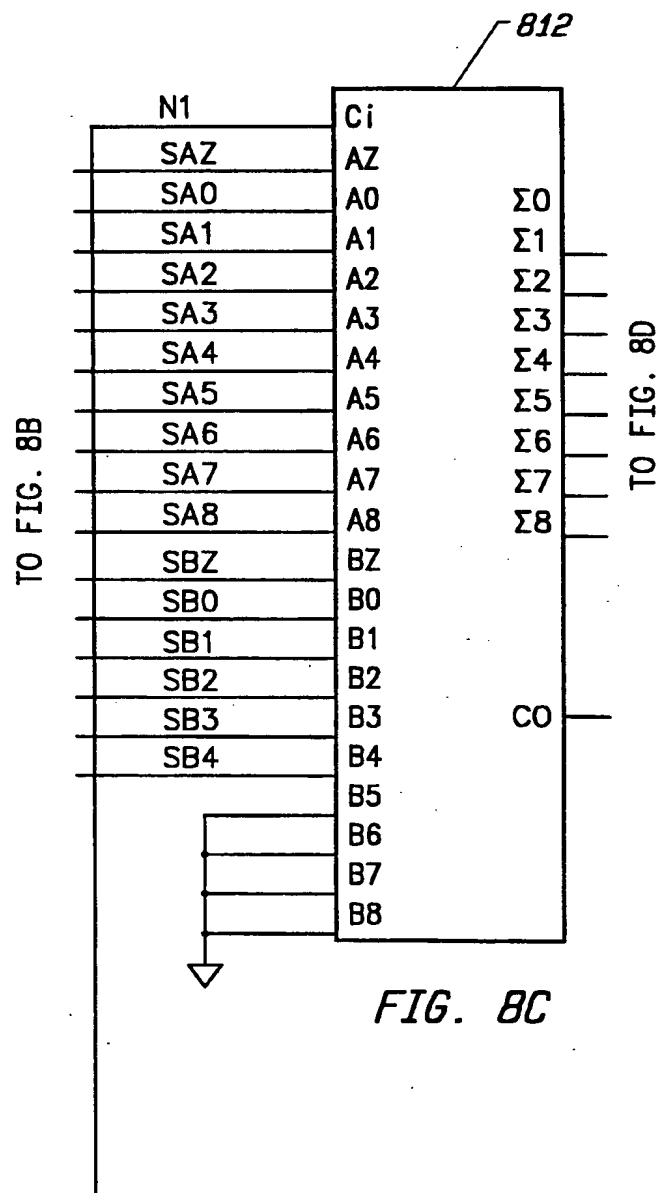 812
N1 Ci
SAZ AZ
SA0 A0 Σ0
SA1 A1 Σ1
SA2 A2 Σ2
SA3 A3 Σ3
SA4 A4 Σ4
SA5 A5 Σ5
SA6 A6 Σ6
SA7 A7 Σ7
SA8 A8 Σ8
SBZ BZ
SB0 B0
SB1 B1
SB2 B2
SB3 B3 CO
SB4 B4
B5
B6
B7
B8
TO FIG. 8B
TO FIG. 8D
FIG. 8C